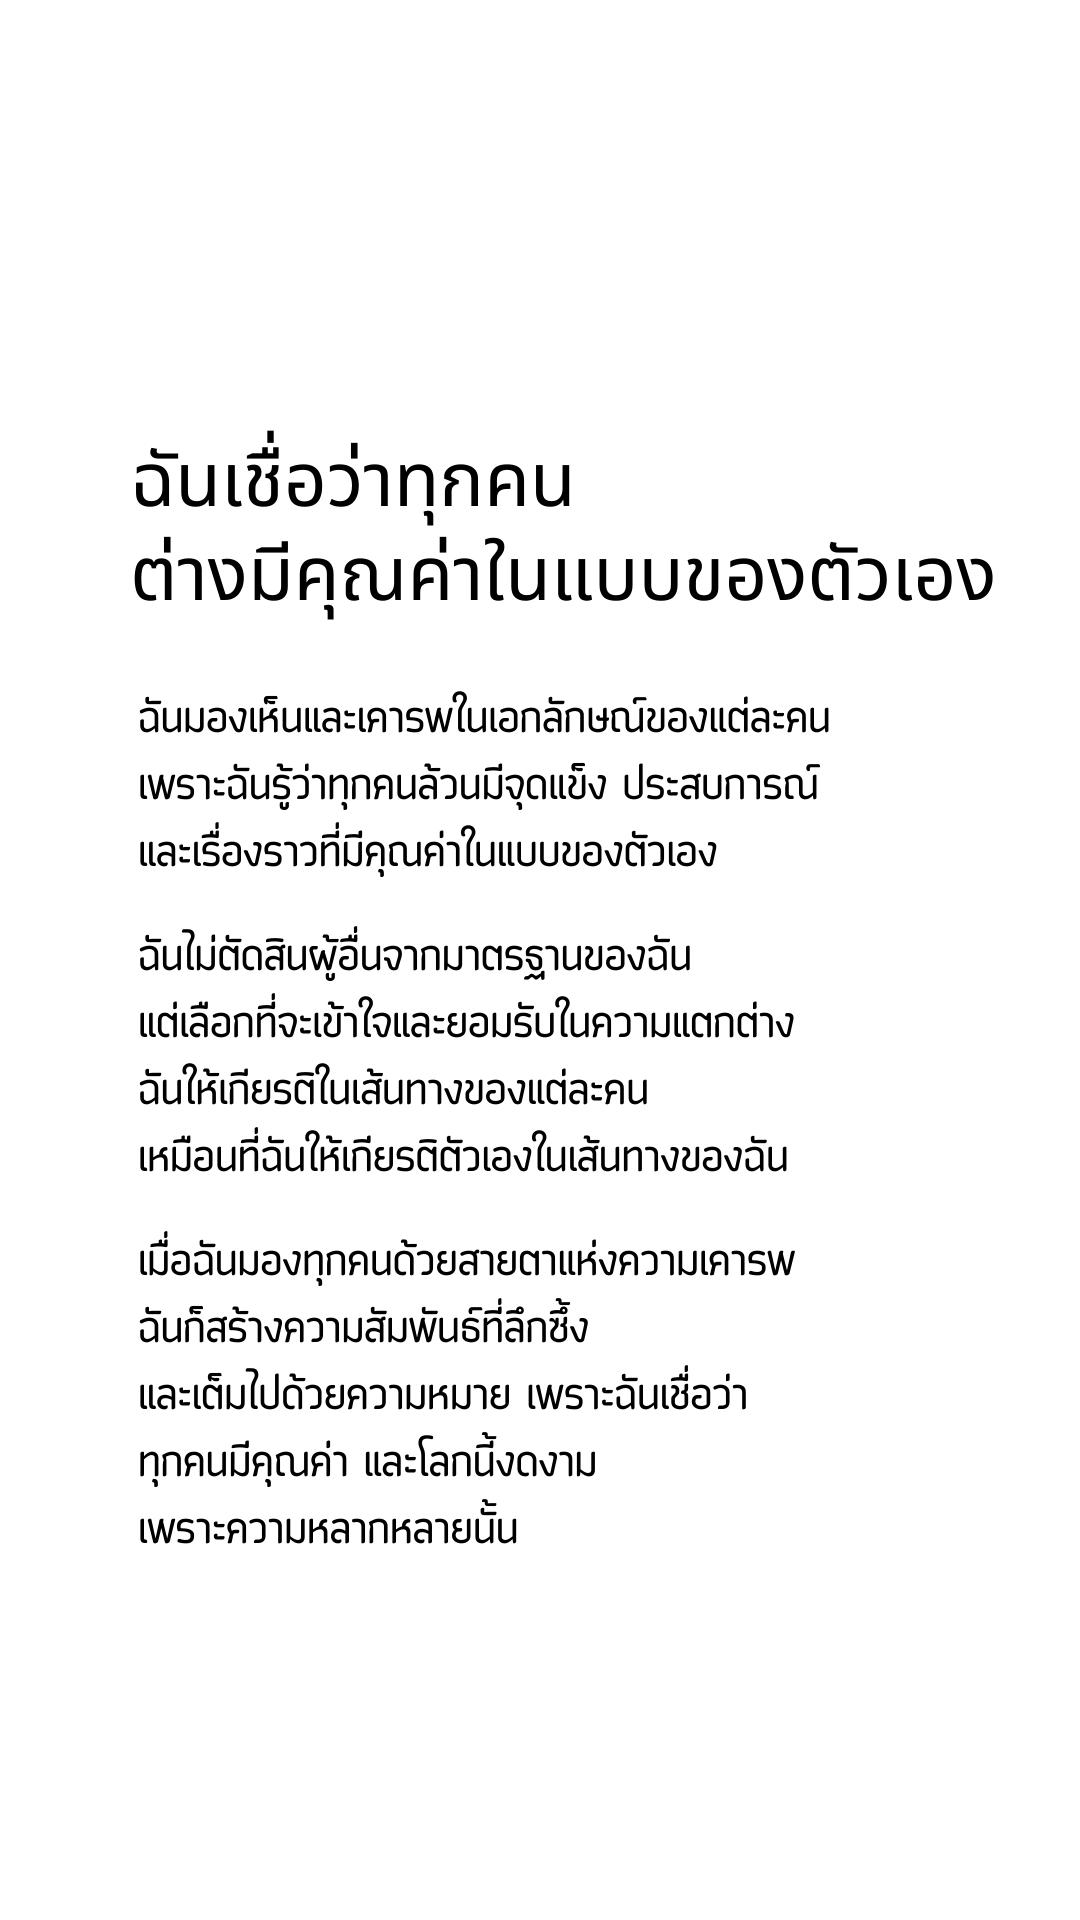 ฉันเชื่อว่าทุกคน
ต่างมีคุณค่าในแบบของตัวเอง
ฉันมองเห็นและเคารพในเอกลักษณ์ของแต่ละคน
เพราะฉันรู้ว่าทุกคนล้วนมีจุดแข็ง ประสบการณ์
และเรื่องราวที่มีคุณค่าในแบบของตัวเอง
ฉันไม่ตัดสินผู้อื่นจากมาตรฐานของฉัน
แต่เลือกที่จะเข้าใจและยอมรับในความแตกต่าง
ฉันให้เกียรติในเส้นทางของแต่ละคน
เหมือนที่ฉันให้เกียรติตัวเองในเส้นทางของฉัน
เมื่อฉันมองทุกคนด้วยสายตาแห่งความเคารพ
ฉันก็สร้างความสัมพันธ์ที่ลึกซึ้ง
และเต็มไปด้วยความหมาย เพราะฉันเชื่อว่า
ทุกคนมีคุณค่า และโลกนี้งดงาม
เพราะความหลากหลายนั้น